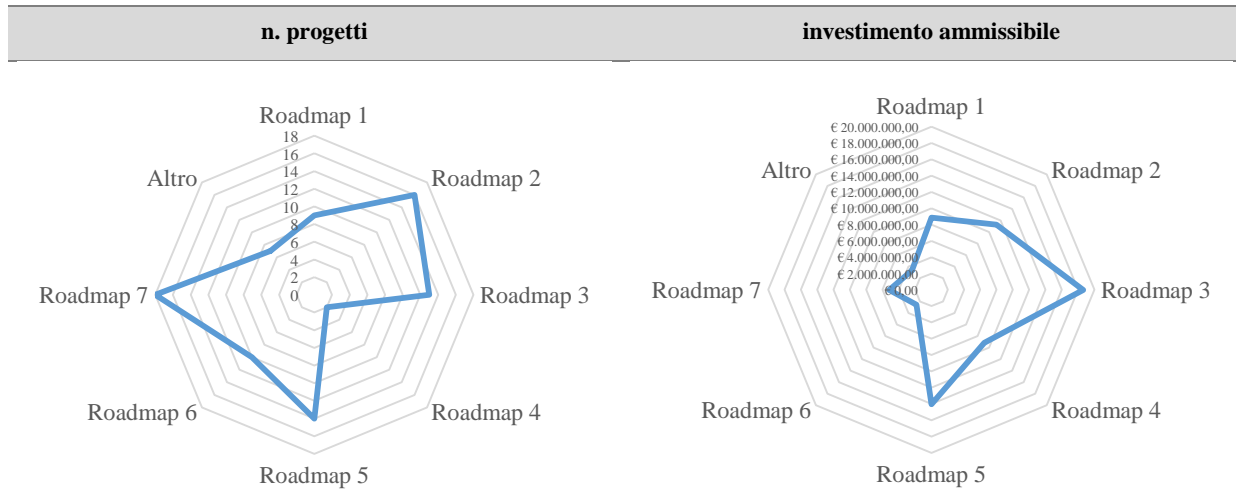 n. progetti
investimento ammissibile
Roadmap 1
18
16
14
12
10
8
6
4
2
0
Roadmap 2
Roadmap 3
Roadmap 4
Roadmap 5
Roadmap 6
Roadmap 7
Altro
Roadmap 1
€ 20.000.000,00
€ 18.000.000,00
€ 16.000.000,00
€ 14.000.000,00
€ 12.000.000,00
€ 10.000.000,00
€ 8.000.000,00
€ 6.000.000,00
€ 4.000.000,00
€ 2.000.000,00
€ 0,00
Roadmap 2
Roadmap 3
Roadmap 4
Roadmap 5
Roadmap 6
Roadmap 7
Altro